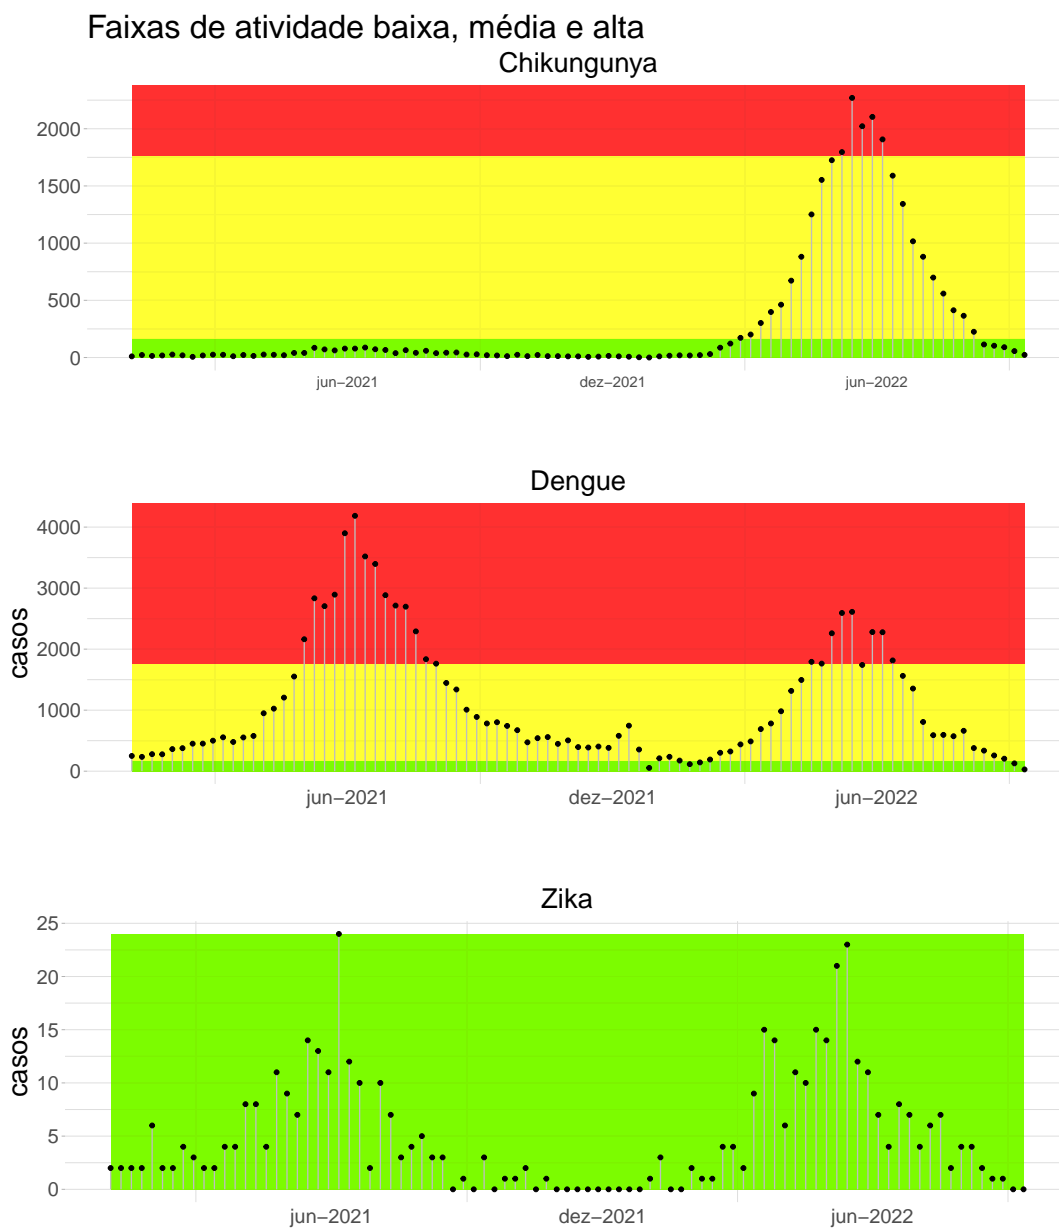 Faixas de atividade baixa, média e alta
Chikungunya
2000
1500
1000
500
0
jun−2021
dez−2021
jun−2022
Dengue
casos
4000
3000
2000
1000
0
jun−2021
dez−2021
jun−2022
Zika
casos
25
20
15
10
5
0
jun−2021
dez−2021
jun−2022